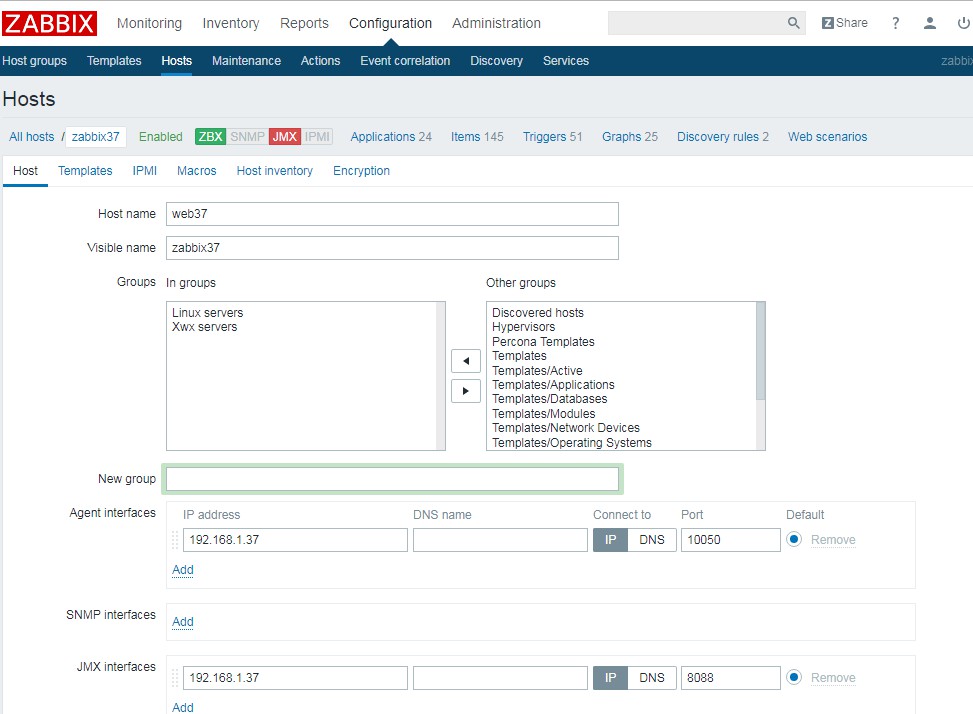 ZABBIX Monitoring Inventory Reports Configuration Administration Z Share ?
Host groups Templates Hosts Maintenance Actions Event correlation Discovery Services
Hosts
All hosts / zabbix37 Enabled ZBX SNMP JMX IPMI Applications 24 Items 145 Triggers 51 Graphs 25 Discovery rules 2 Web scenarios
Host Templates IPMI Macros Host inventory Encryption
Host name web37
Visible name zabbix37
Groups In groups Other groups
Linux servers Discovered hosts
Xwx servers Hypervisors
Percona Templates
Templates
Templates/Active
Templates/Applications
Templates/Databases
Templates/Modules
Templates/Network Devices
Templates/Operating Systems
New group
Agent interfaces IP address DNS name Connect to Port Default
192.168.1.37 IP DNS 10050 Remove
Add
SNMP interfaces Add
JMX interfaces 192.168.1.37 IP DNS 8088 Remove
Add